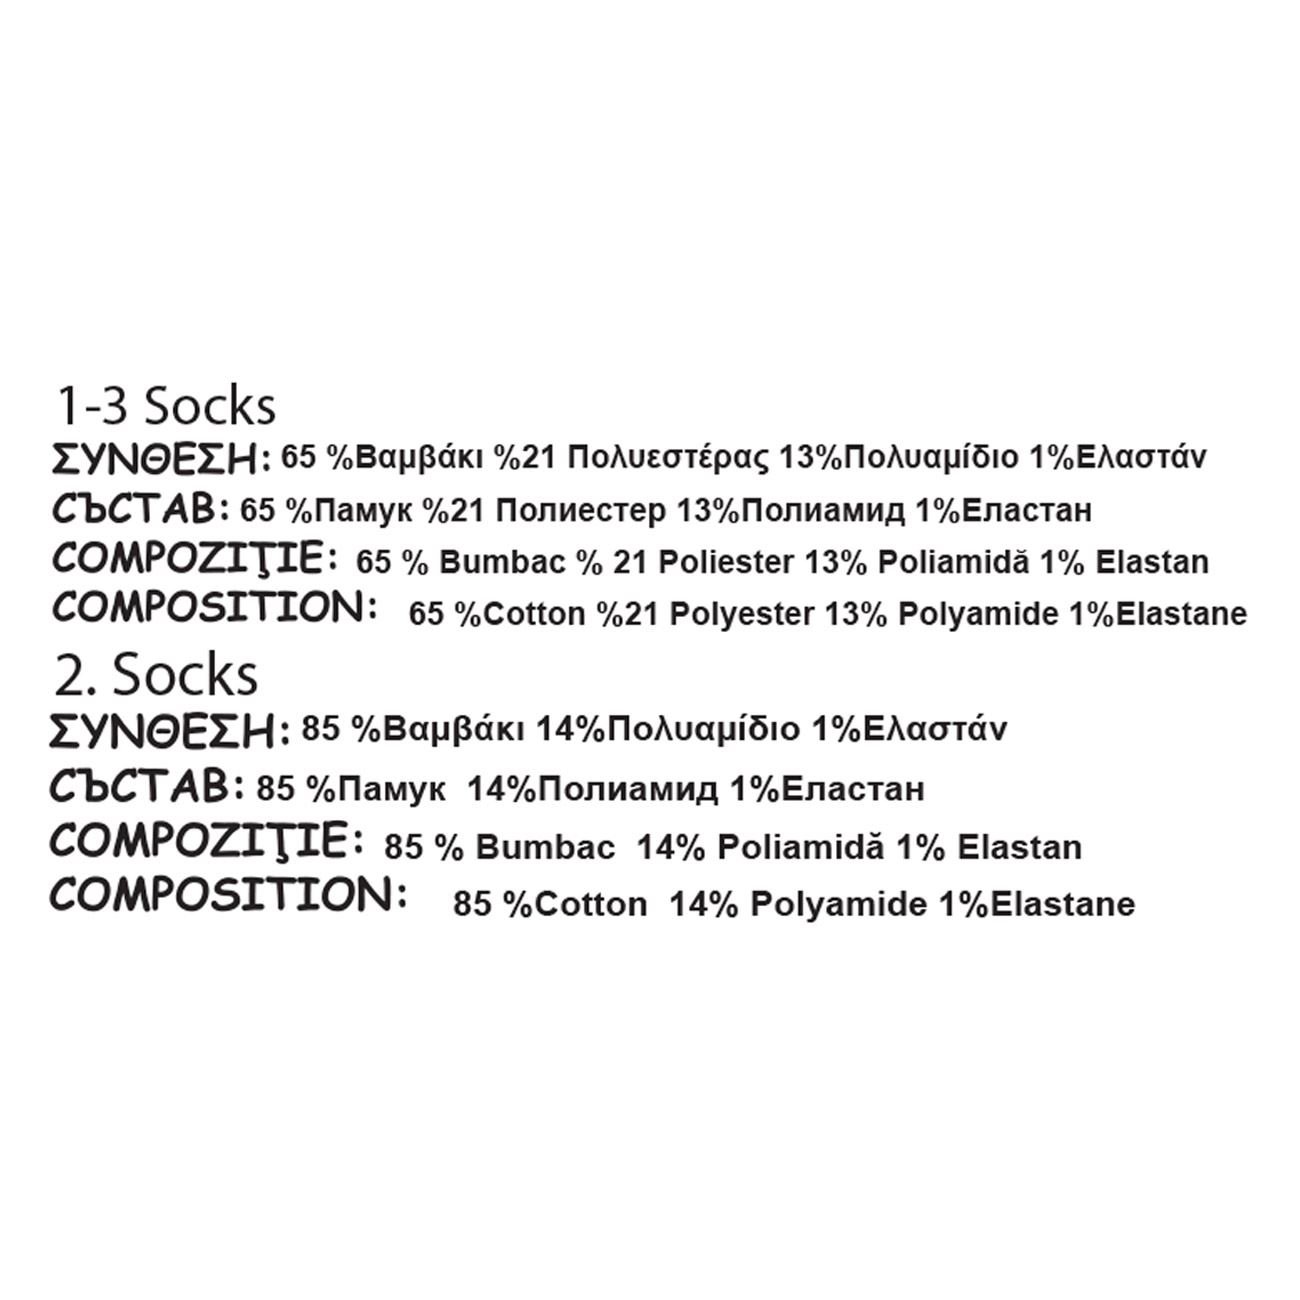 1-3 Socks
ΣΥΝΘΕΣΗ: 65 %Βαμβάκι %21 Πολυεστέρας 13%Πολυαμίδιο 1%Ελαστάν
СЪСТАВ: 65 %Памук %21 Полиестер 13%Полиамид 1%Еластан
COMPOZIŢIE: 65 % Bumbac % 21 Poliester 13% Poliamidă 1% Elastan
COMPOSITION: 65 %Cotton %21 Polyester 13% Polyamide 1%Elastane
2. Socks
ΣΥΝΘΕΣΗ: 85 %Βαμβάκι 14%Πολυαμίδιο 1%Ελαστάν
СЪСТАВ: 85 %Памук 14%Полиамид 1%Еластан
COMPOZIŢIE: 85 % Bumbac 14% Poliamidă 1% Elastan
COMPOSITION: 85 %Cotton 14% Polyamide 1%Elastane